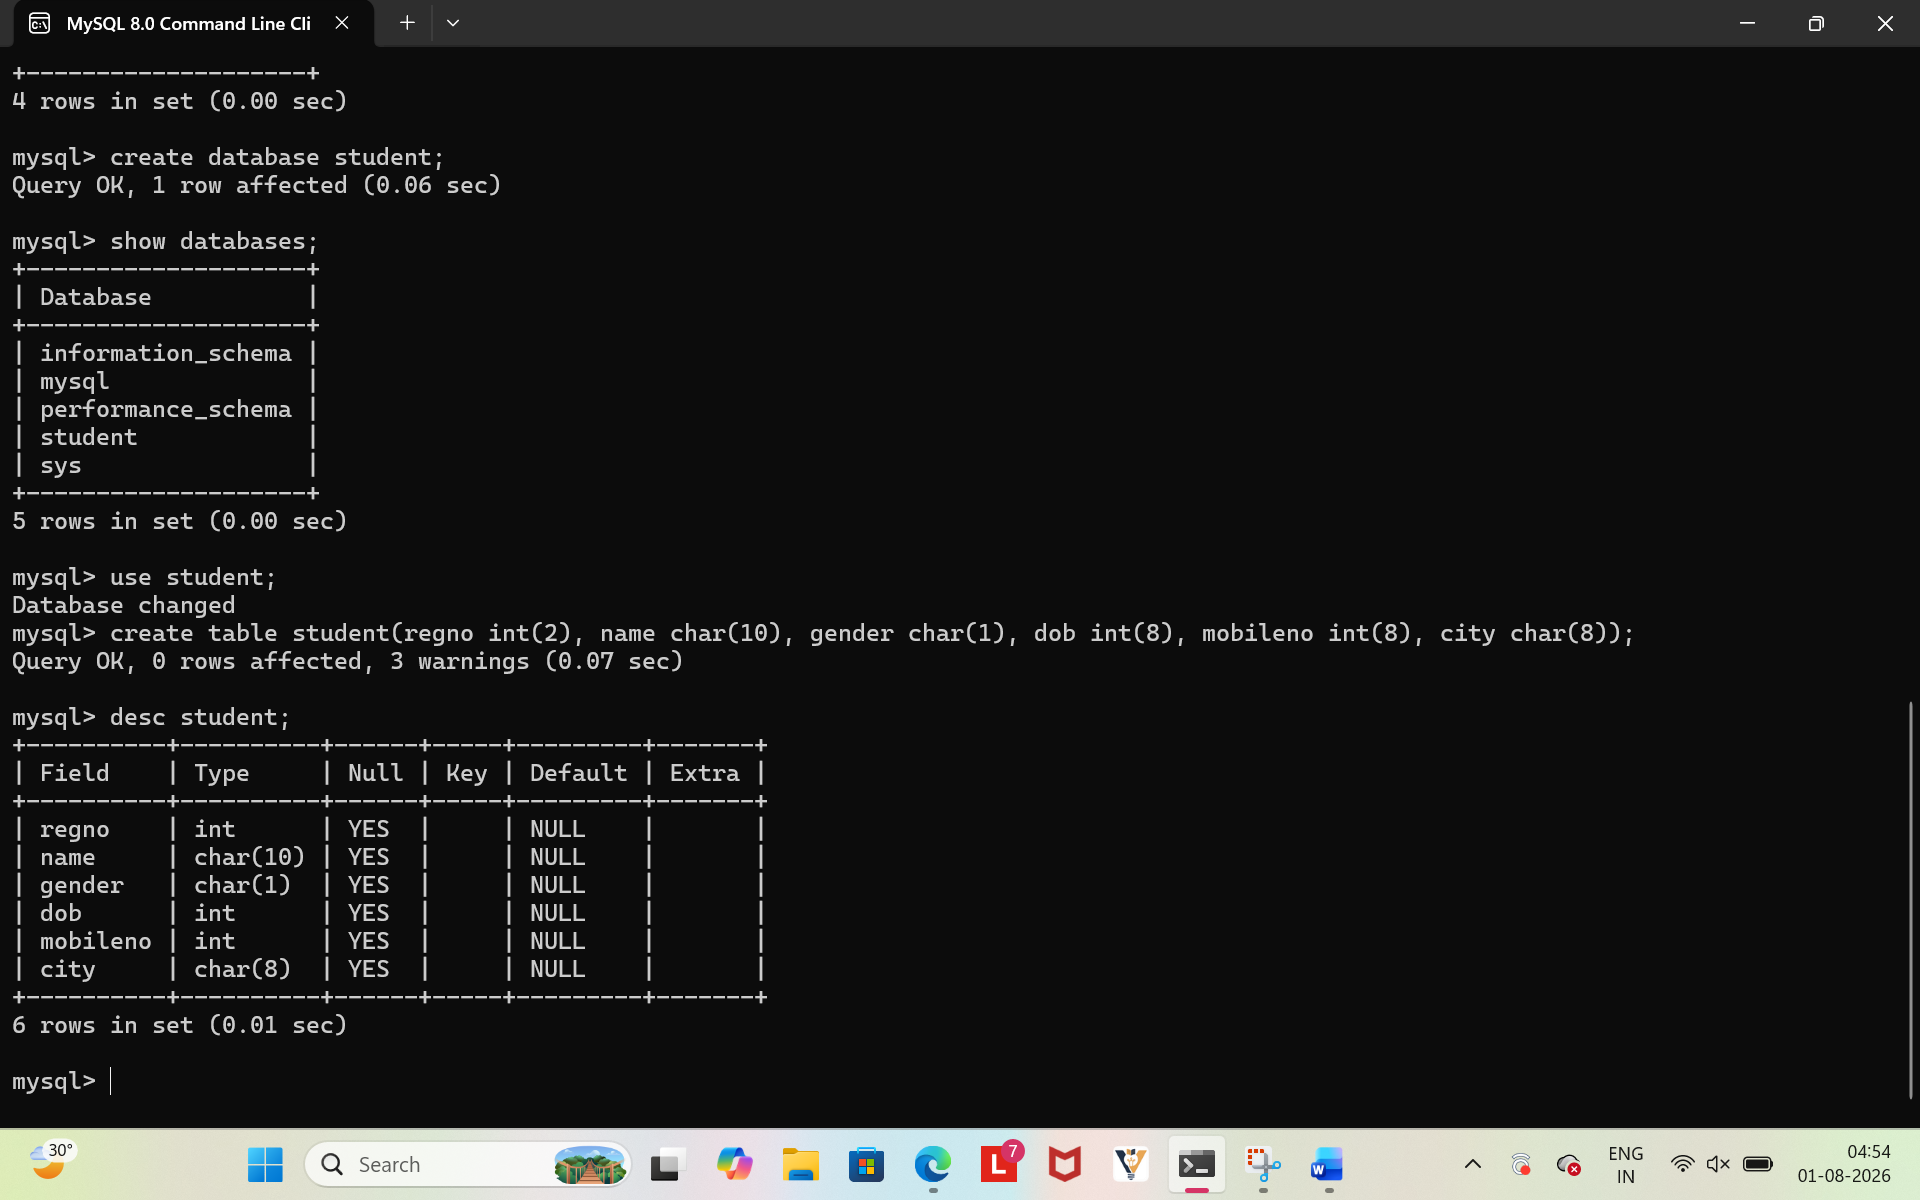 MySQL 8.0 Command Line Cli
+--------------------+
4 rows in set (0.00 sec)
mysql> create database student;
Query OK, 1 row affected (0.06 sec)
mysql> show databases;
+--------------------+
| Database           |
+--------------------+
| information_schema |
| mysql              |
| performance_schema |
| student            |
| sys                |
+--------------------+
5 rows in set (0.00 sec)
mysql> use student;
Database changed
mysql> create table student(regno int(2), name char(10), gender char(1), dob int(8), mobileno int(8), city char(8));
Query OK, 0 rows affected, 3 warnings (0.07 sec)
mysql> desc student;
+----------+----------+------+-----+---------+-------+
| Field    | Type     | Null | Key | Default | Extra |
+----------+----------+------+-----+---------+-------+
| regno    | int      | YES  |     | NULL    |       |
| name     | char(10) | YES  |     | NULL    |       |
| gender   | char(1)  | YES  |     | NULL    |       |
| dob      | int      | YES  |     | NULL    |       |
| mobileno | int      | YES  |     | NULL    |       |
| city     | char(8)  | YES  |     | NULL    |       |
+----------+----------+------+-----+---------+-------+
6 rows in set (0.01 sec)
mysql>
30°
Search
L
7
W
ENG
IN
04:54
01-08-2026